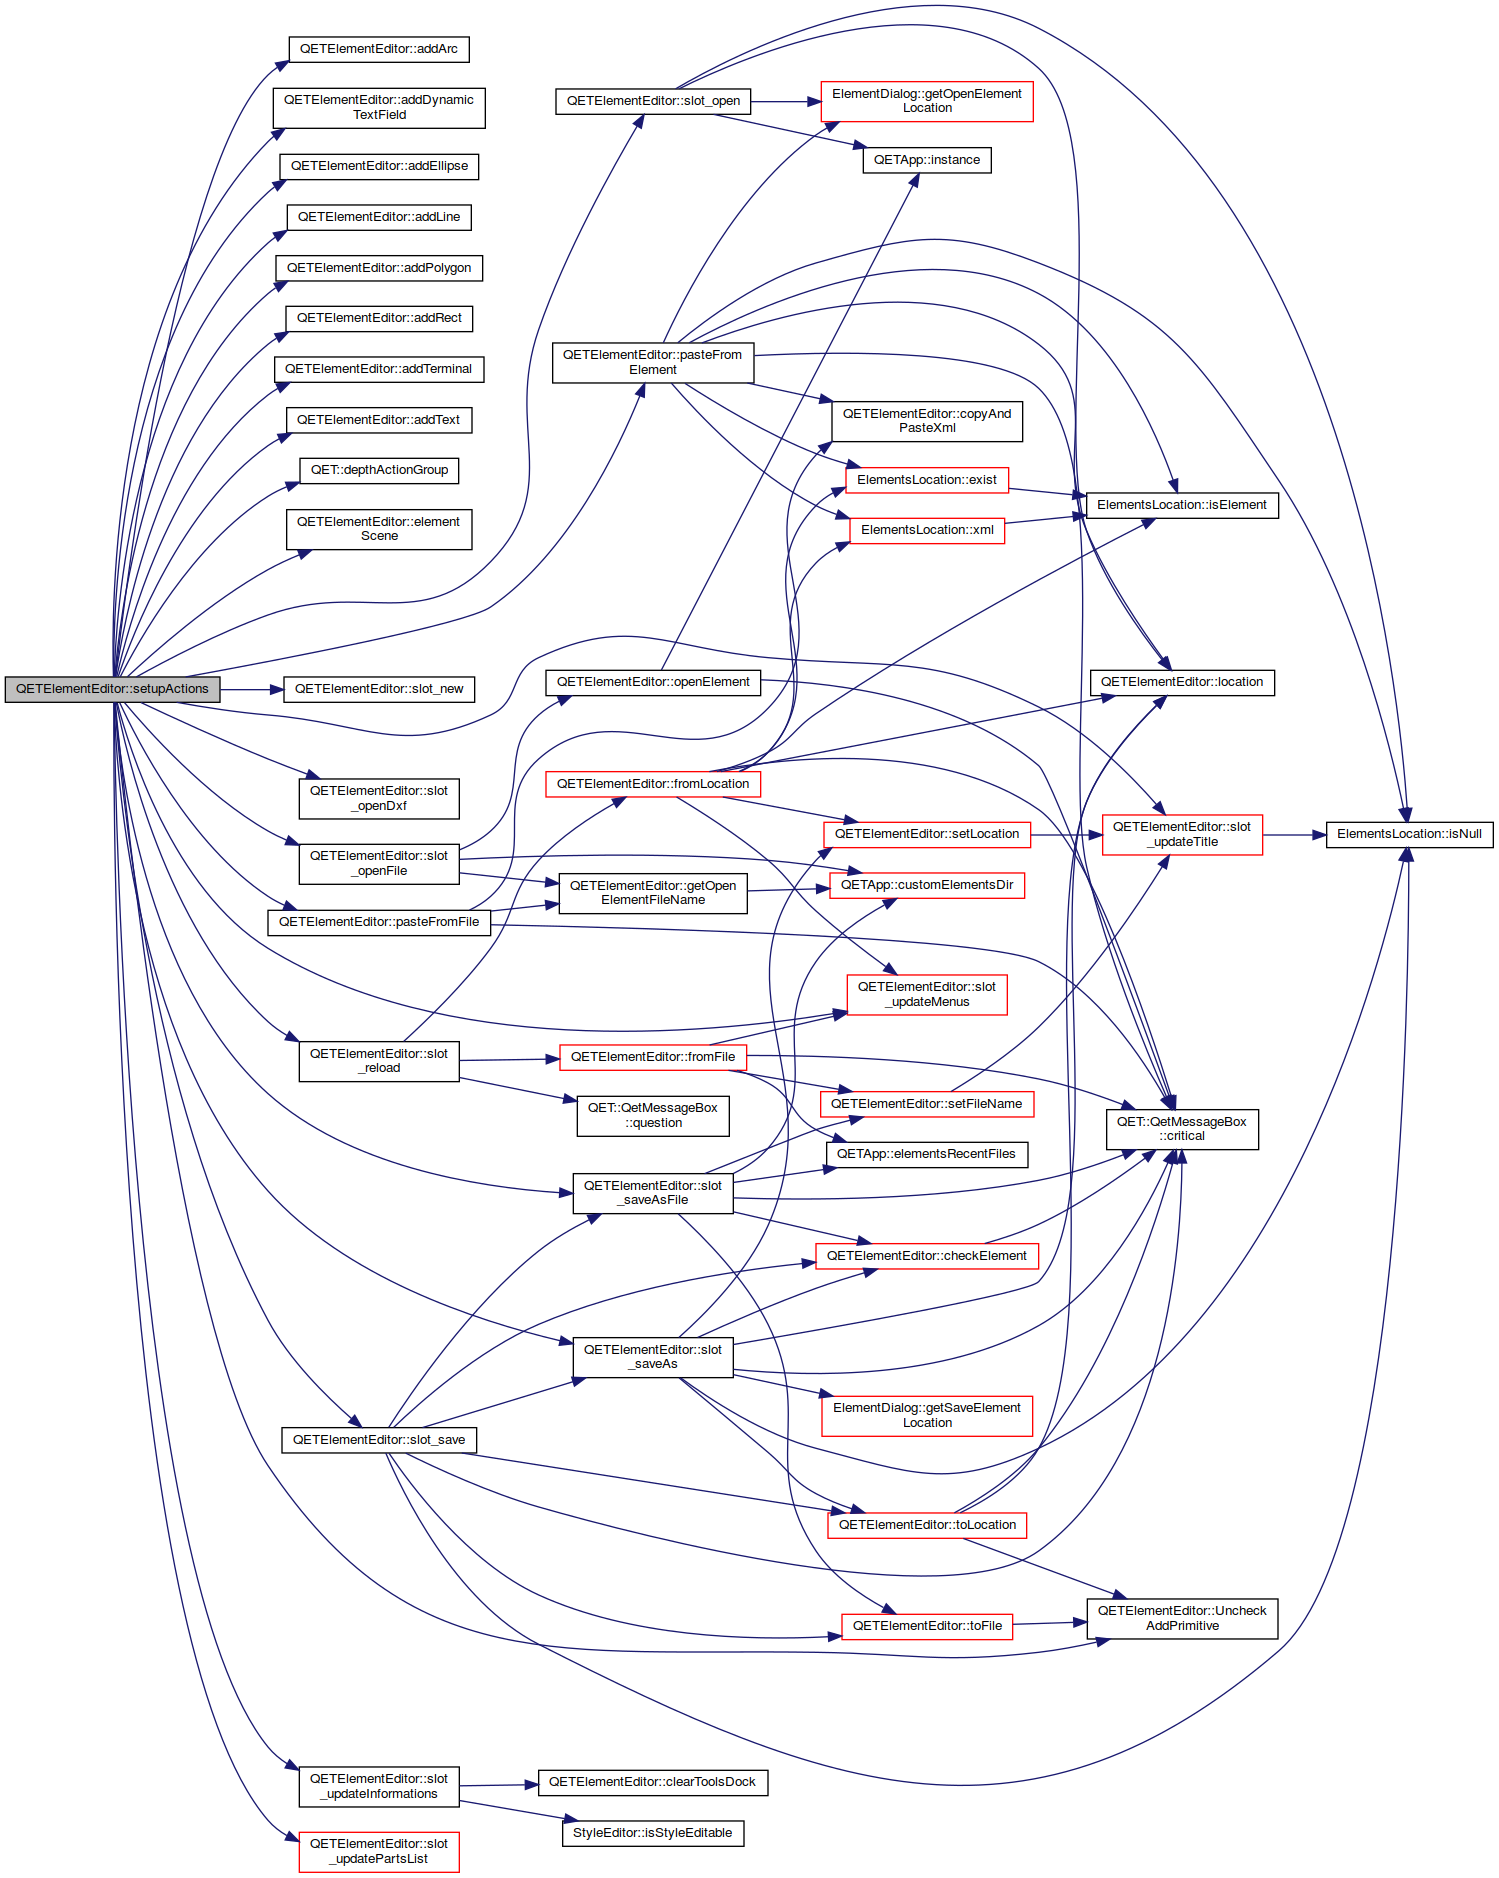 QETElementEditor::setupActions
QETElementEditor::addArc
QETElementEditor::addDynamic
TextField
QETElementEditor::addEllipse
QETElementEditor::addLine
QETElementEditor::addPolygon
QETElementEditor::addRect
QETElementEditor::addTerminal
QETElementEditor::addText
QET::depthActionGroup
QETElementEditor::element
Scene
QETElementEditor::slot_new
QETElementEditor::slot
_openDxf
QETElementEditor::slot
_openFile
QETElementEditor::pasteFromFile
QETElementEditor::slot
_reload
QETElementEditor::slot_save
QETElementEditor::slot
_updateInformations
QETElementEditor::slot
_updatePartsList
QETElementEditor::slot_open
QETElementEditor::pasteFrom
Element
QETElementEditor::openElement
QETElementEditor::fromLocation
QETElementEditor::getOpen
ElementFileName
QETElementEditor::fromFile
QET::QetMessageBox
::question
QETElementEditor::slot
_saveAsFile
QETElementEditor::slot
_saveAs
QETElementEditor::clearToolsDock
StyleEditor::isStyleEditable
ElementDialog::getOpenElement
Location
QETApp::instance
QETElementEditor::copyAnd
PasteXml
ElementsLocation::exist
ElementsLocation::xml
QETElementEditor::setLocation
QETApp::customElementsDir
QETElementEditor::slot
_updateMenus
QETElementEditor::setFileName
QETApp::elementsRecentFiles
QETElementEditor::checkElement
ElementDialog::getSaveElement
Location
QETElementEditor::toLocation
QETElementEditor::toFile
ElementsLocation::isElement
QETElementEditor::location
QETElementEditor::slot
_updateTitle
QET::QetMessageBox
::critical
QETElementEditor::Uncheck
AddPrimitive
ElementsLocation::isNull